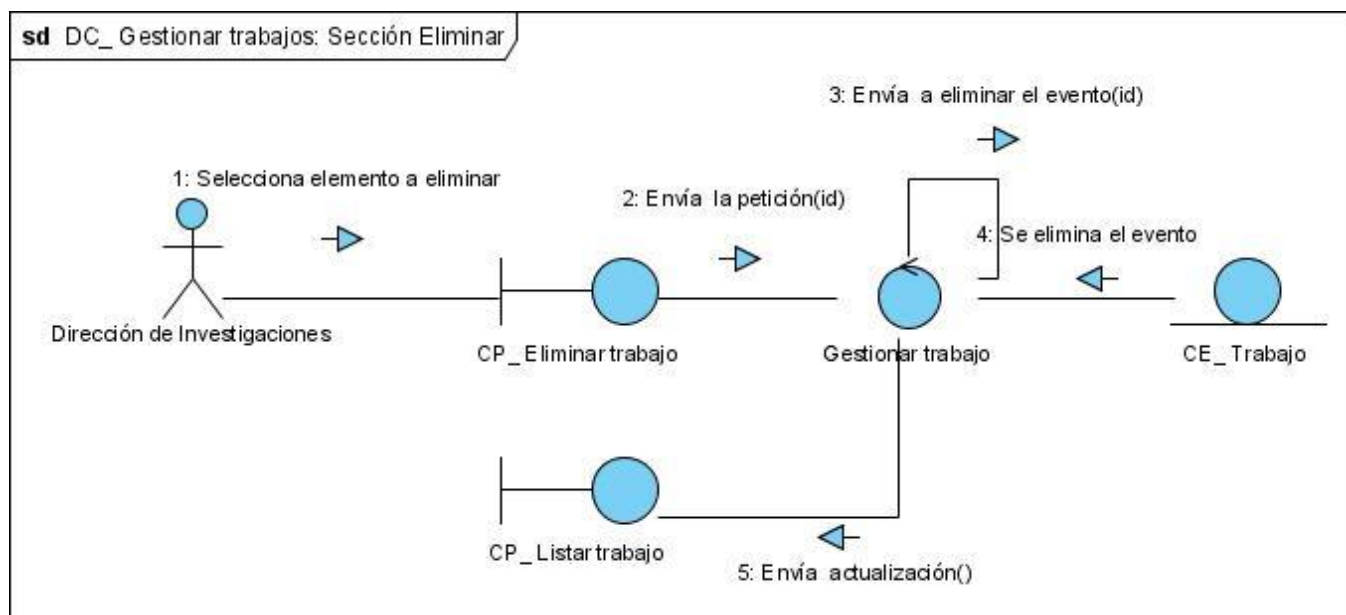 sd DC_ Gestionar trabajos: Sección Eliminar
3: Envía a eliminar el evento(id)
1: Selecciona elemento a eliminar
2: Envía la petición(id)
4: Se elimina el evento
Dirección de Investigaciones
CP_ Eliminar trabajo
Gestionar trabajo
CE_ Trabajo
CP_ Listar trabajo
5: Envía actualización()